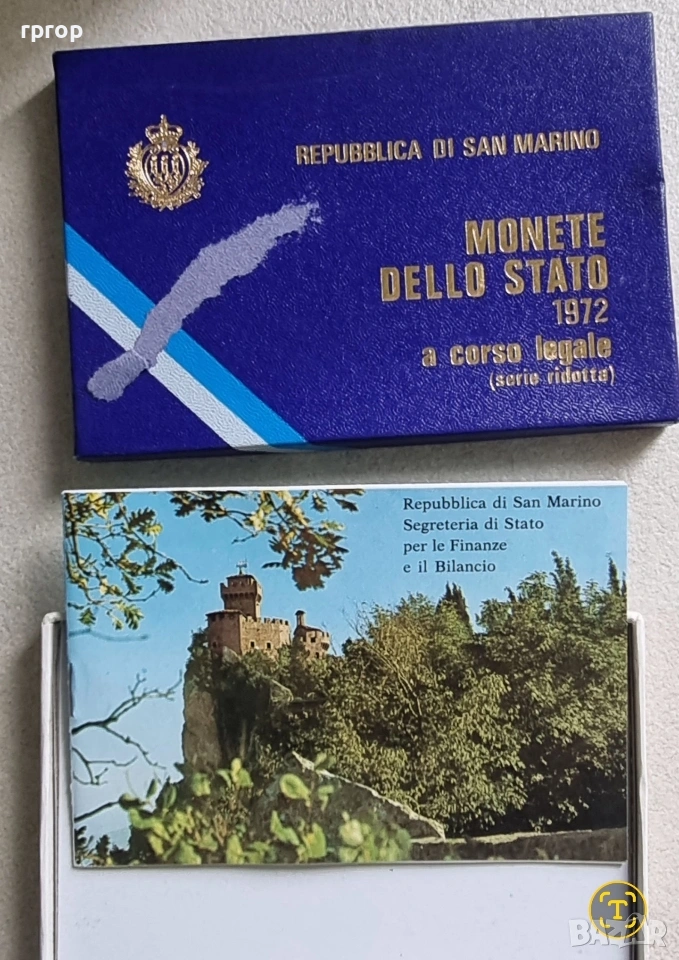 rprop
REPUBBLICA DI SAN MARINO
MONETE
DELLO STATO
1972
a corso legale
(serie ridotta)
Repubblica di San Marino
Segreteria di Stato
per le Finanze
e il Bilancio
T
BAZAR